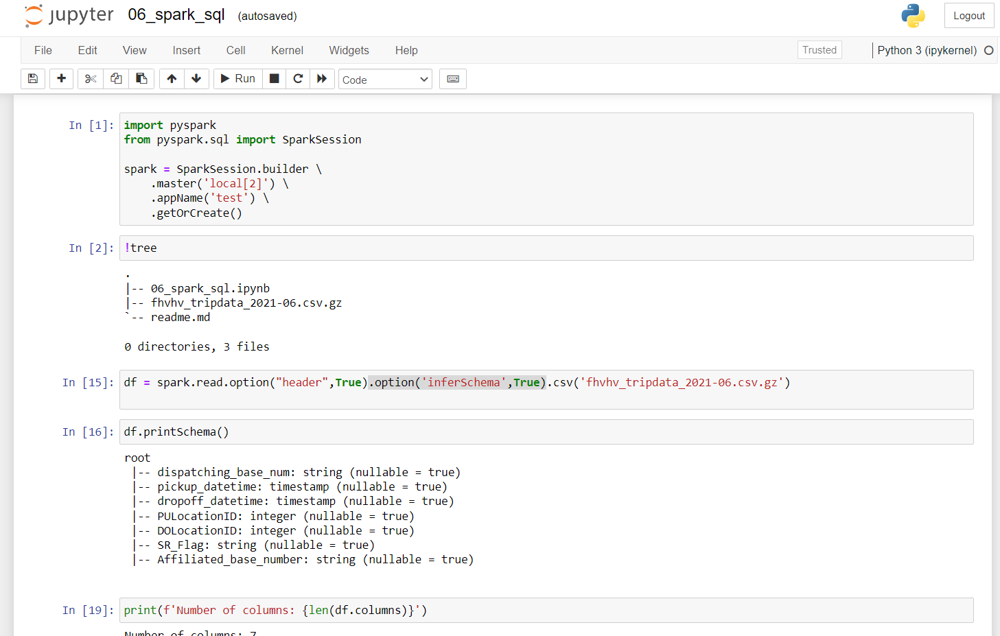 jupyter 06_spark_sql (autosaved) Logout
File Edit View Insert Cell Kernel Widgets Help Trusted Python 3 (ipykernel)
Run Code
In [1]: import pyspark
from pyspark.sql import SparkSession
spark = SparkSession.builder \
    .master('local[2]') \
    .appName('test') \
    .getOrCreate()
In [2]: !tree
.
|-- 06_spark_sql.ipynb
|-- fhvhv_tripdata_2021-06.csv.gz
`-- readme.md
0 directories, 3 files
In [15]: df = spark.read.option("header",True).option('inferSchema',True).csv('fhvhv_tripdata_2021-06.csv.gz')
In [16]: df.printSchema()
root
 |-- dispatching_base_num: string (nullable = true)
 |-- pickup_datetime: timestamp (nullable = true)
 |-- dropoff_datetime: timestamp (nullable = true)
 |-- PULocationID: integer (nullable = true)
 |-- DOLocationID: integer (nullable = true)
 |-- SR_Flag: string (nullable = true)
 |-- Affiliated_base_number: string (nullable = true)
In [19]: print(f'Number of columns: {len(df.columns)}')
Number of columns: 7